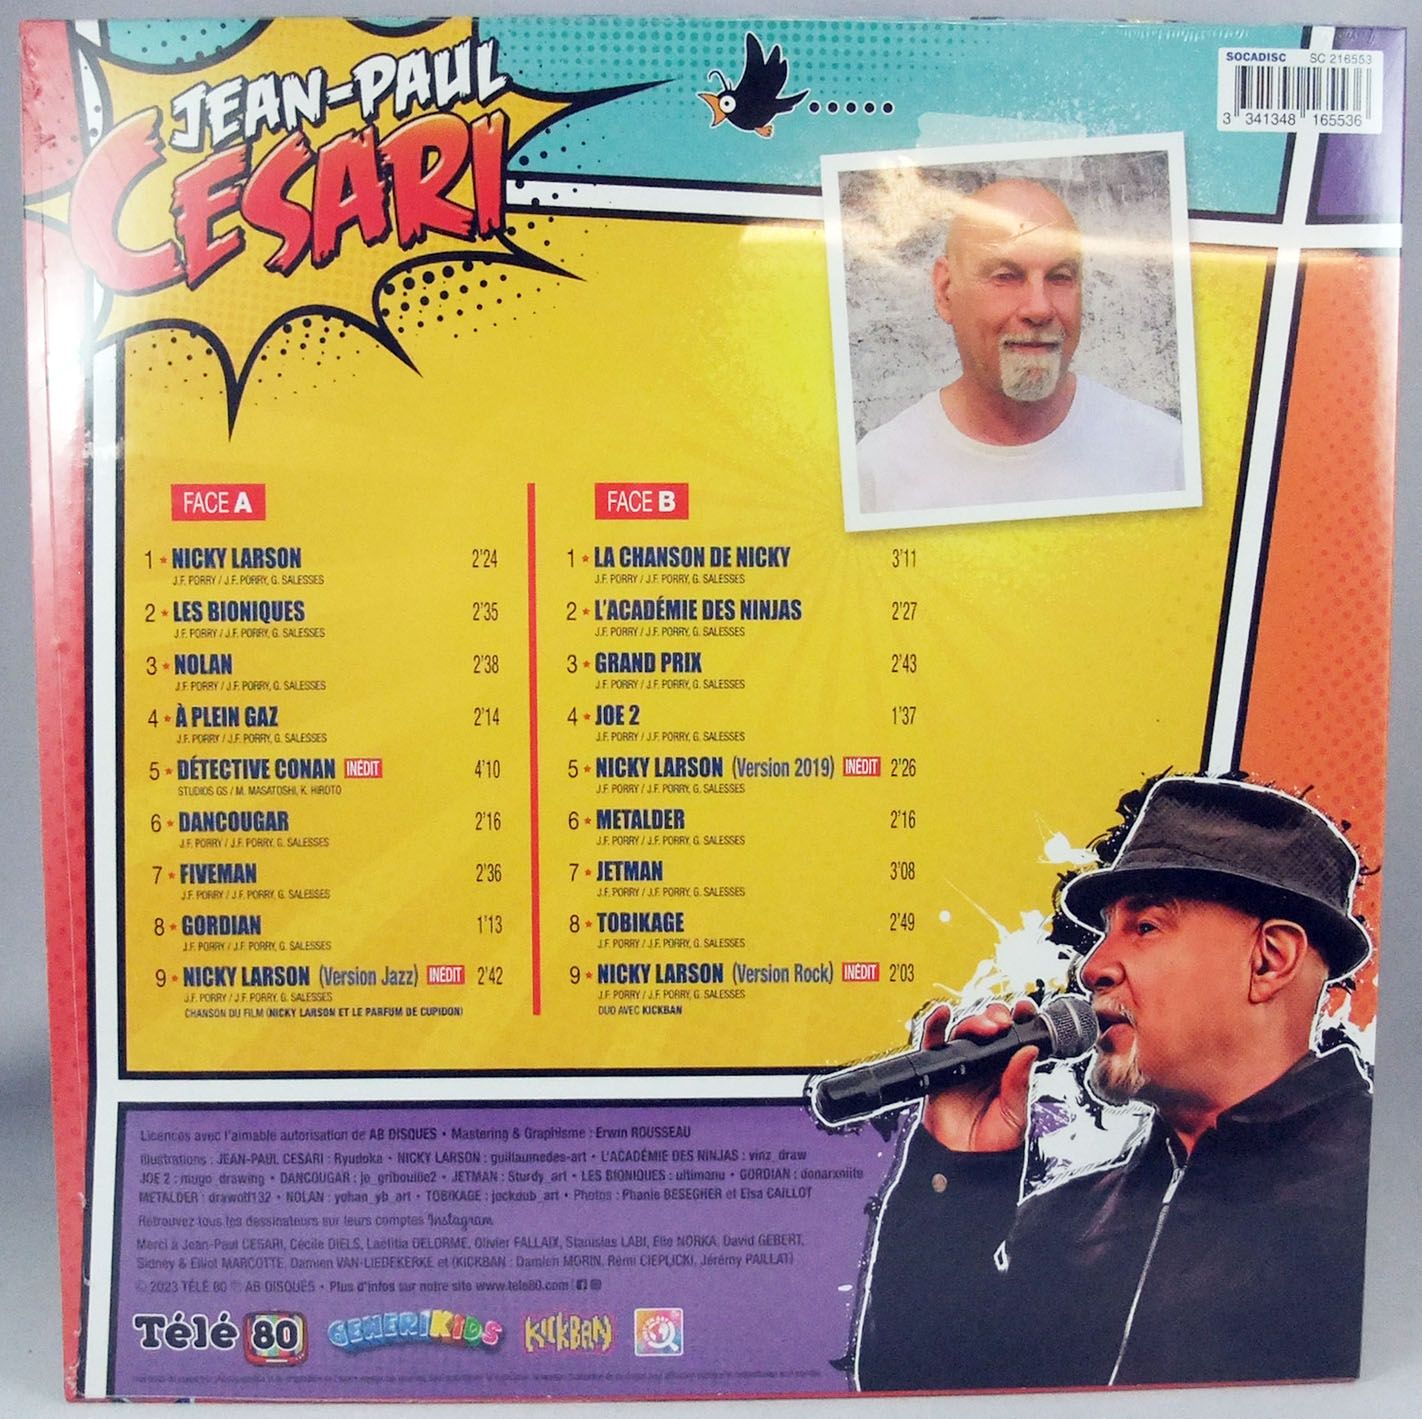 JEAN-PAUL
CESARI
SOCADISC SC 216553
3 341348 165536
FACE A
1 NICKY LARSON 2'24
J.F. PORRY / J.F. PORRY, G. SALESSES
2 LES BIONIQUES 2'35
J.F. PORRY / J.F. PORRY, G. SALESSES
3 NOLAN 2'38
J.F. PORRY / J.F. PORRY, G. SALESSES
4 À PLEIN GAZ 2'14
J.F. PORRY / J.F. PORRY, G. SALESSES
5 DÉTECTIVE CONAN INÉDIT 4'10
STUDIOS GS / M. MASATOSHI, K. HIROTO
6 DANCOUGAR 2'16
J.F. PORRY / J.F. PORRY, G. SALESSES
7 FIVEMAN 2'36
J.F. PORRY / J.F. PORRY, G. SALESSES
8 GORDIAN 1'13
J.F. PORRY / J.F. PORRY, G. SALESSES
9 NICKY LARSON (Version Jazz) INÉDIT 2'42
J.F. PORRY / J.F. PORRY, G. SALESSES
CHANSON DU FILM (NICKY LARSON ET LE PARFUM DE CUPIDON)
FACE B
1 LA CHANSON DE NICKY 3'11
J.F. PORRY / J.F. PORRY, G. SALESSES
2 L'ACADÉMIE DES NINJAS 2'27
J.F. PORRY / J.F. PORRY, G. SALESSES
3 GRAND PRIX 2'43
J.F. PORRY / J.F. PORRY, G. SALESSES
4 JOE 2 1'37
J.F. PORRY / J.F. PORRY, G. SALESSES
5 NICKY LARSON (Version 2019) INÉDIT 2'26
J.F. PORRY / J.F. PORRY, G. SALESSES
6 METALDER 2'16
J.F. PORRY / J.F. PORRY, G. SALESSES
7 JETMAN 3'08
J.F. PORRY / J.F. PORRY, G. SALESSES
8 TOBIKAGE 2'49
J.F. PORRY / J.F. PORRY, G. SALESSES
9 NICKY LARSON (Version Rock) INÉDIT 2'03
J.F. PORRY / J.F. PORRY, G. SALESSES
DUO AVEC KICKBAN
Licences avec l'aimable autorisation de AB DISQUES • Mastering & Graphisme : Erwin ROUSSEAU
Illustrations : JEAN-PAUL CESARI : Ryudoka • NICKY LARSON : guillaumedes-art • L'ACADÉMIE DES NINJAS : vinz_draw
JOE 2 : mugo_drawing • DANCOUGAR : jo_gribouille2 • JETMAN : Sturdy_art • LES BIONIQUES : ultimanu • GORDIAN : donarxniite
METALDER : drawolf132 • NOLAN : yohan_yb_art • TOBIKAGE : jockdub_art • Photos : Phanie BESEGHER et Elsa CAILLOT
Retrouvez tous les dessinateurs sur leurs comptes Instagram
Merci à Jean-Paul CESARI, Cécile DIELS, Laetitia DELORME, Olivier FALLAIX, Stanislas LABI, Elie NORKA, David GEBERT,
Sidney & Elliot MARCOTTE, Damien VAN-LIEDEKERKE et (KICKBAN : Damien MORIN, Rémi CIEPLICKI, Jérémy PAILLAT)
© 2023 TÉLÉ 80 © AB DISQUES • Plus d'infos sur notre site www.tele80.com
Télé 80
GENERIKIDS
KICKBAN